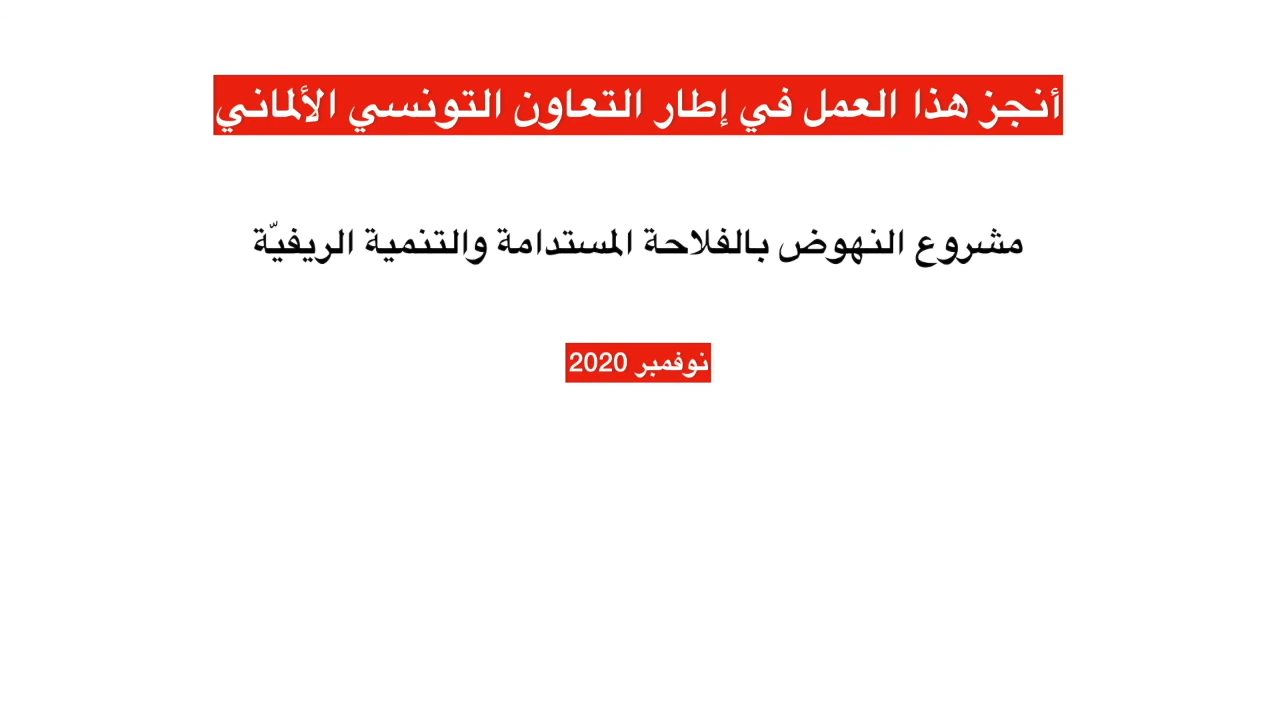 أنجز هذا العمل في إطار التعاون التونسي الألماني
مشروع النهوض بالفلاحة المستدامة والتنمية الريفيّة
نوفمبر 2020